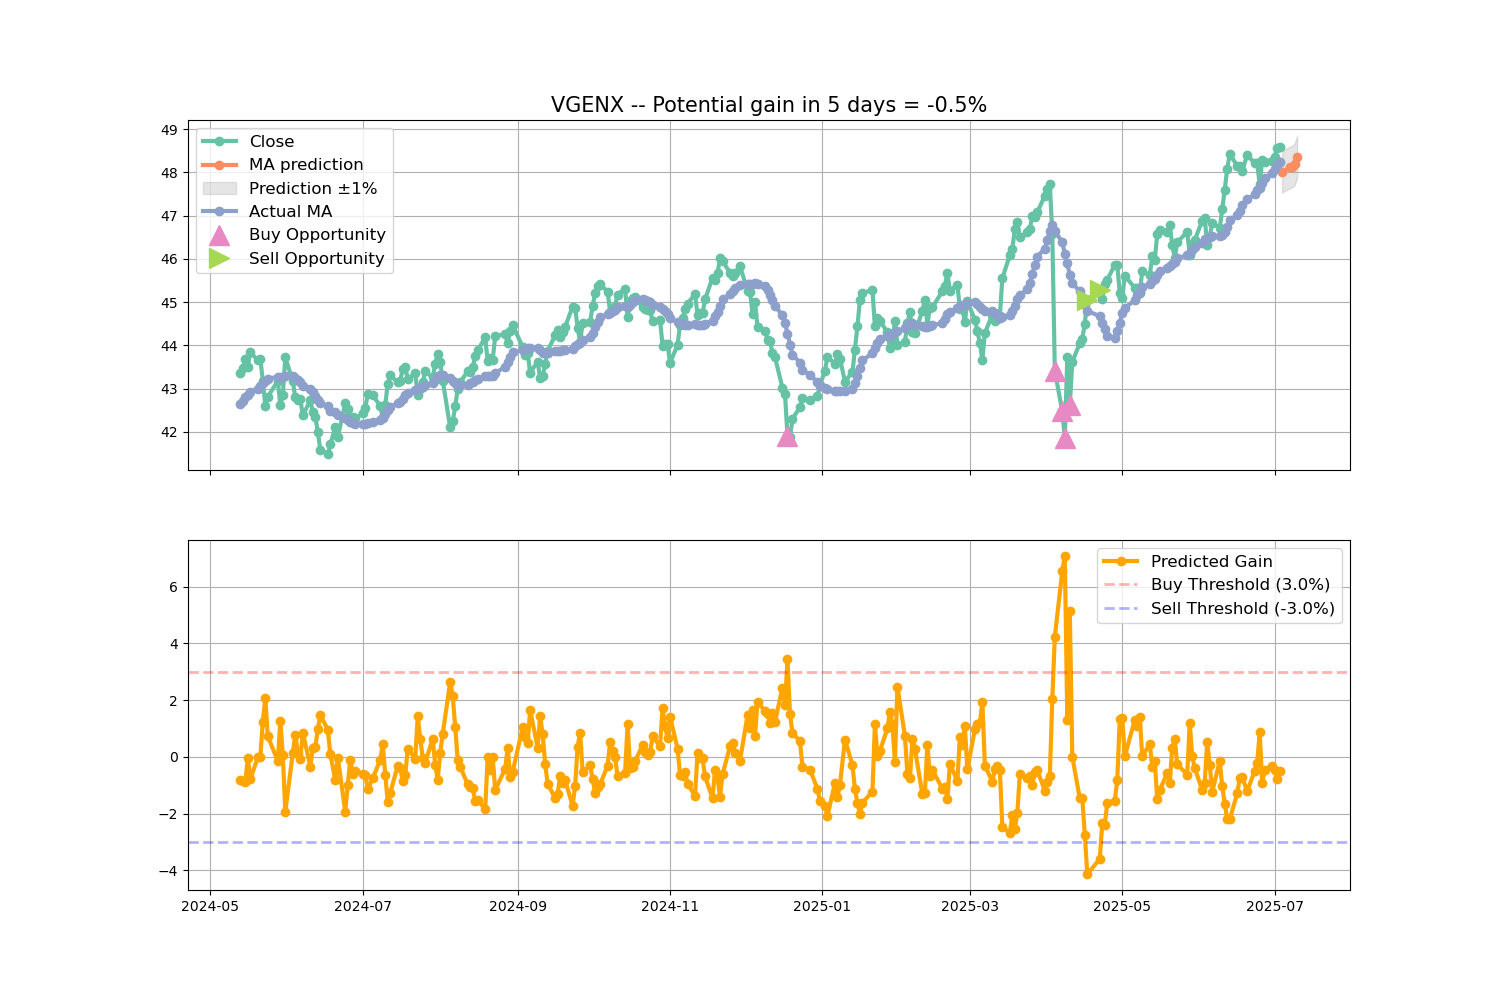 VGENX -- Potential gain in 5 days = -0.5%
49
48
47
46
45
44
43
42
Close
MA prediction
Prediction ±1%
Actual MA
Buy Opportunity
Sell Opportunity
6
4
2
0
−2
−4
Predicted Gain
Buy Threshold (3.0%)
Sell Threshold (-3.0%)
2024-05
2024-07
2024-09
2024-11
2025-01
2025-03
2025-05
2025-07